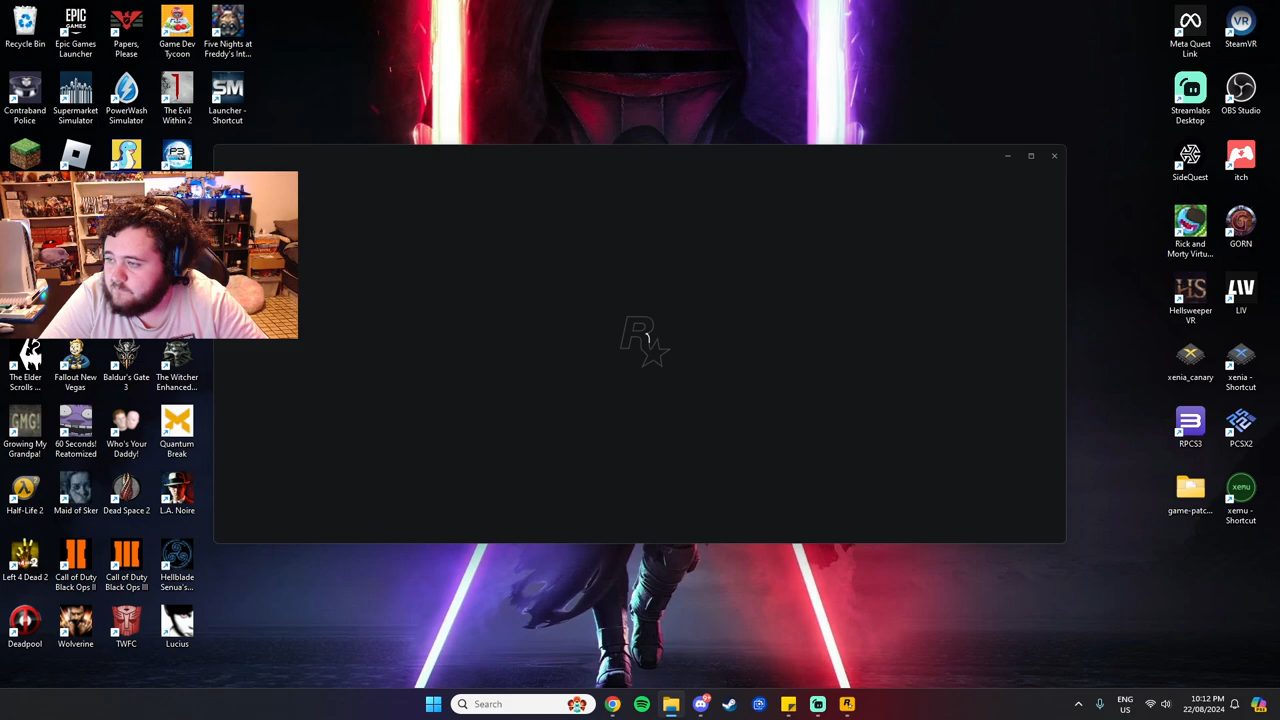 Recycle Bin
Epic Games
Launcher
Papers,
Please
Game Dev
Tycoon
Five Nights at
Freddy's Int...
Contraband
Police
Supermarket
Simulator
PowerWash
Simulator
The Evil
Within 2
Launcher -
Shortcut
The Elder
Scrolls ...
Fallout New
Vegas
Baldur's Gate
3
The Witcher
Enhanced...
Growing My
Grandpa!
60 Seconds!
Reatomized
Who's Your
Daddy!
Quantum
Break
Half-Life 2
Maid of Sker
Dead Space 2
L.A. Noire
Left 4 Dead 2
Call of Duty
Black Ops II
Call of Duty
Black Ops III
Hellblade
Senua's...
Deadpool
Wolverine
TWFC
Lucius
Meta Quest
Link
SteamVR
Streamlabs
Desktop
OBS Studio
SideQuest
itch
Rick and
Morty Virtu...
GORN
Hellsweeper
VR
LIV
xenia_canary
xenia -
Shortcut
RPCS3
PCSX2
game-patc...
xemu -
Shortcut
Search
ENG
US
10:12 PM
22/08/2024